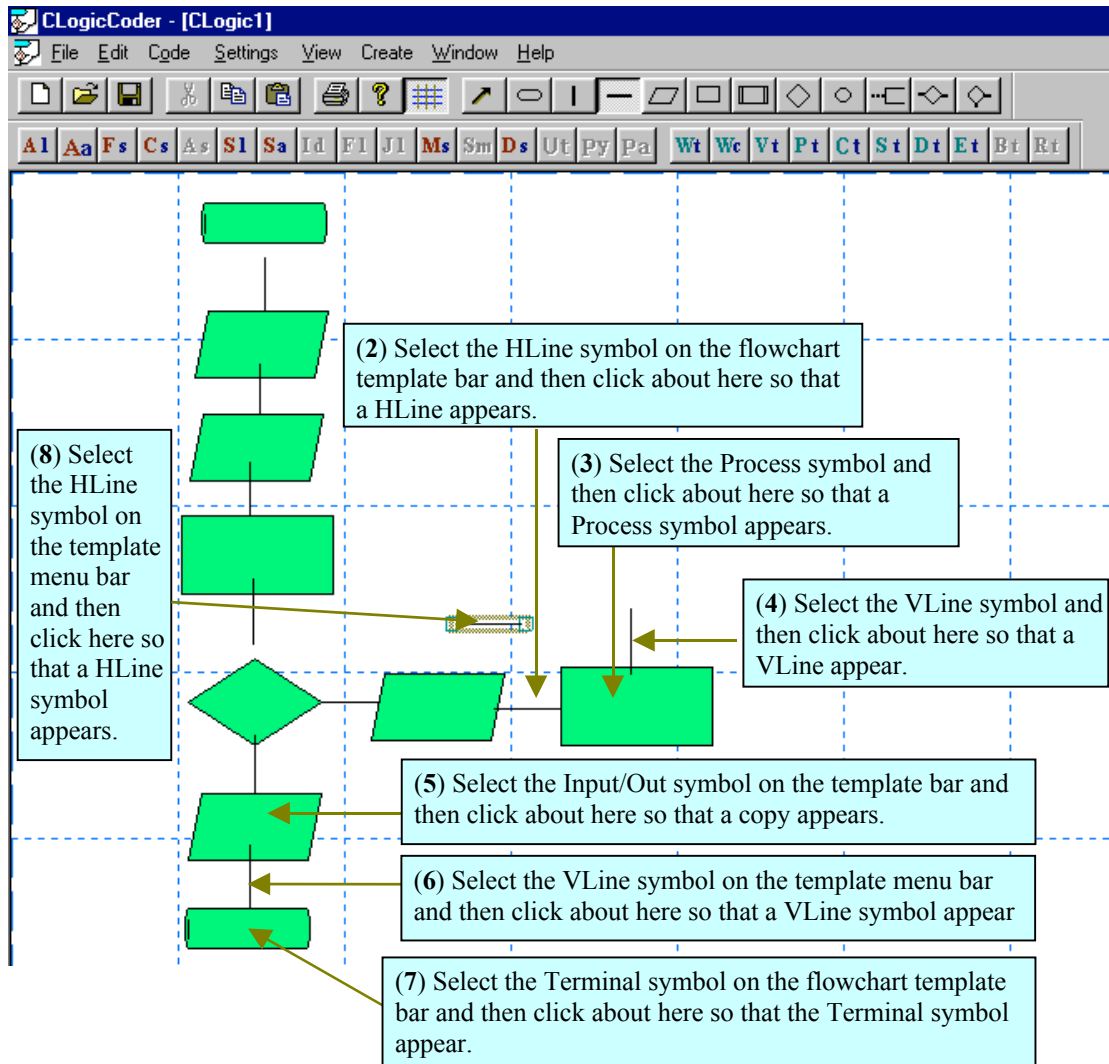 CLogicCoder - [CLogic1]
File Edit Code Settings View Create Window Help
Al Aa Fs Cs As Sl Sa Id Fl Jl Ms Sm Ds Ut Py Pa Wt Wc Vt Pt Ct St Dt Et Bt Rt
(2) Select the HLine symbol on the flowchart
template bar and then click about here so that
a HLine appears.
(8) Select
the HLine
symbol on
the template
menu bar
and then
click here so
that a HLine
symbol
appears.
(3) Select the Process symbol and
then click about here so that a
Process symbol appears.
(4) Select the VLine symbol and
then click about here so that a
VLine appear.
(5) Select the Input/Out symbol on the template bar and
then click about here so that a copy appears.
(6) Select the VLine symbol on the template menu bar
and then click about here so that a VLine symbol appear
(7) Select the Terminal symbol on the flowchart template
bar and then click about here so that the Terminal symbol
appear.